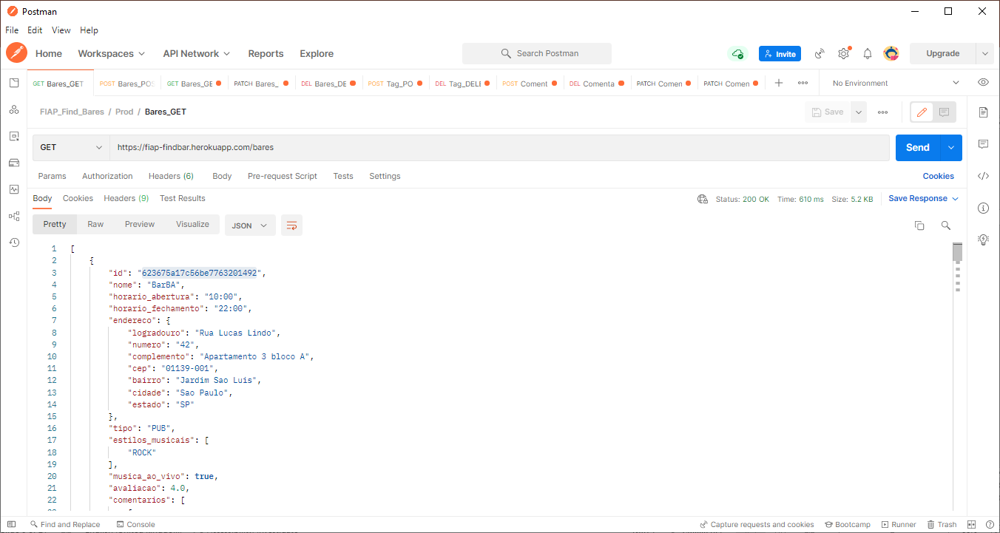 Postman
File Edit View Help
Home Workspaces API Network Reports Explore Search Postman Invite Upgrade
GET Bares_GET POST Bares_POS GET Bares_GE PATCH Bares_ DEL Bares_DE POST Tag_PO DEL Tag_DELE POST Coment DEL Comenta PATCH Comen PATCH Comen No Environment
FIAP_Find_Bares / Prod / Bares_GET Save
GET https://fiap-findbar.herokuapp.com/bares Send
Params Authorization Headers (6) Body Pre-request Script Tests Settings Cookies
Body Cookies Headers (9) Test Results Status: 200 OK Time: 610 ms Size: 5.2 KB Save Response
Pretty Raw Preview Visualize JSON
1 [
2 {
3 "id": "623675a17c56be7763201492",
4 "nome": "BarBA",
5 "horario_abertura": "10:00",
6 "horario_fechamento": "22:00",
7 "endereco": {
8 "logradouro": "Rua Lucas Lindo",
9 "numero": "42",
10 "complemento": "Apartamento 3 bloco A",
11 "cep": "01139-001",
12 "bairro": "Jardim Sao Luis",
13 "cidade": "Sao Paulo",
14 "estado": "SP"
15 },
16 "tipo": "PUB",
17 "estilos_musicais": [
18 "ROCK"
19 ],
20 "musica_ao_vivo": true,
21 "avaliacao": 4.0,
22 "comentarios": [
Find and Replace Console Capture requests and cookies Bootcamp Runner Trash